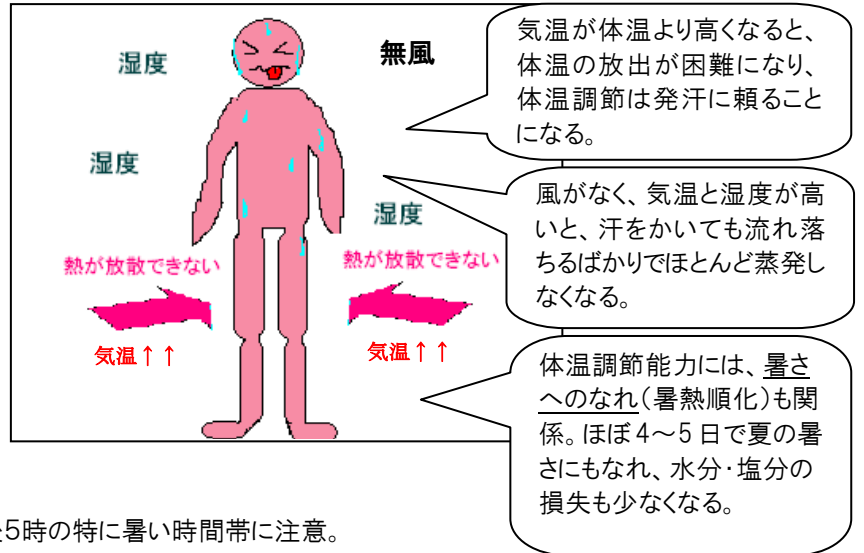 湿度
無風
気温が体温より高くなると、
体温の放出が困難になり、
体温調節は発汗に頼ること
になる。
湿度
湿度
風がなく、気温と湿度が高
いと、汗をかいても流れ落
ちるばかりでほとんど蒸発し
なくなる。
熱が放散できない
熱が放散できない
気温↑↑
気温↑↑
体温調節能力には、暑さ
へのなれ(暑熱順化)も関
係。ほぼ4～5日で夏の暑
さにもなれ、水分・塩分の
損失も少なくなる。
5時の特に暑い時間帯に注意。